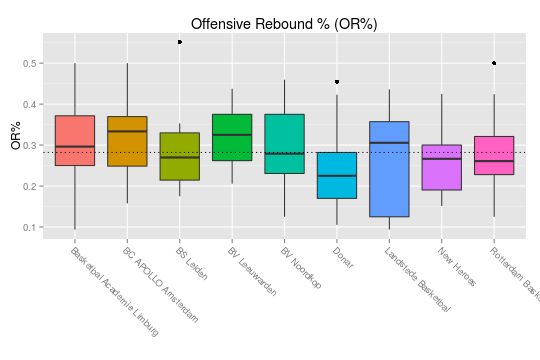 Offensive Rebound % (OR%)
OR%
0.5
0.4
0.3
0.2
0.1
Basketbal Academie Limburg
BC APOLLO Amsterdam
BS Leiden
BV Leeuwarden
BV Noordkop
Donar
Landstede Basketbal
New Heroes
Rotterdam Bask